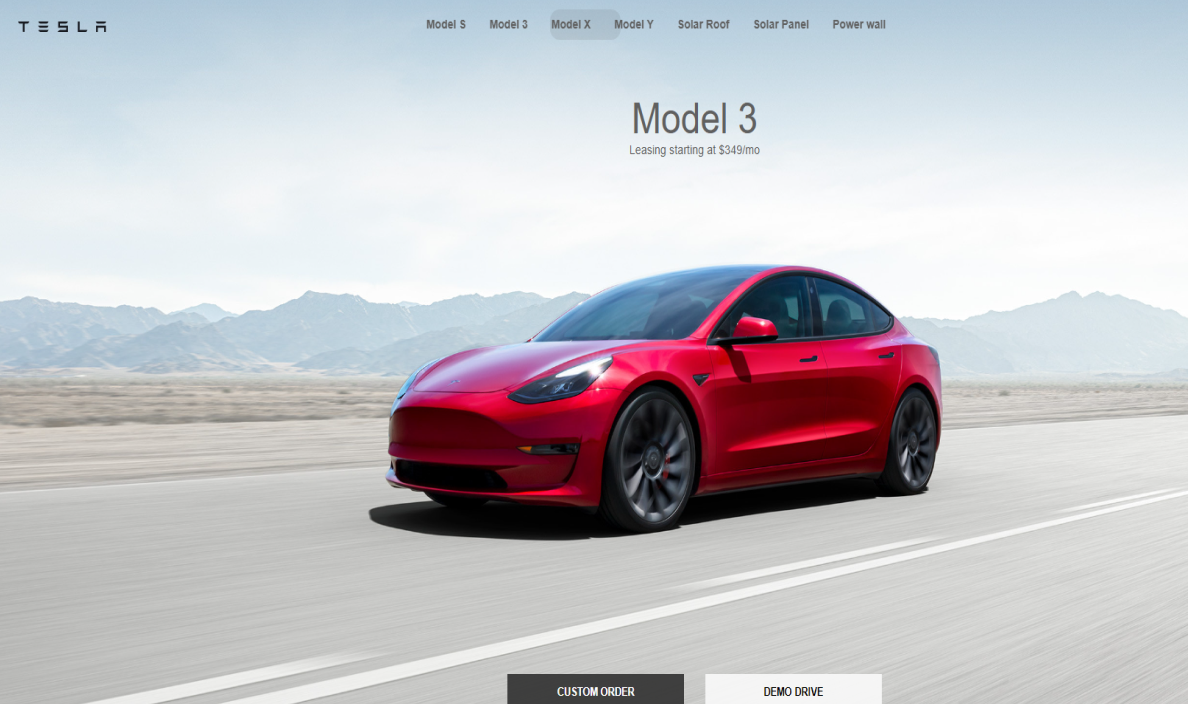 TESLA
Model S Model 3 Model X Model Y Solar Roof Solar Panel Power wall
Model 3
Leasing starting at $349/mo
CUSTOM ORDER DEMO DRIVE